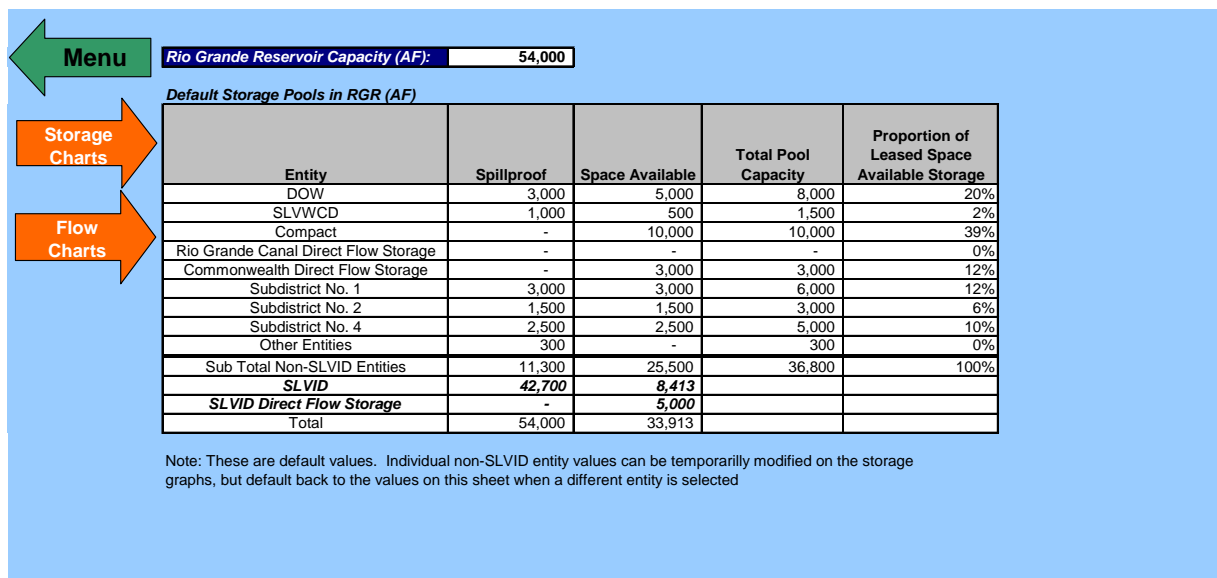 Menu
Rio Grande Reservoir Capacity (AF): 54,000
Default Storage Pools in RGR (AF)
Storage
Charts
Flow
Charts
Proportion of
Total Pool Leased Space
Entity Spillproof Space Available Capacity Available Storage
DOW 3,000 5,000 8,000 20%
SLVWCD 1,000 500 1,500 2%
Compact - 10,000 10,000 39%
Rio Grande Canal Direct Flow Storage - - - 0%
Commonwealth Direct Flow Storage - 3,000 3,000 12%
Subdistrict No. 1 3,000 3,000 6,000 12%
Subdistrict No. 2 1,500 1,500 3,000 6%
Subdistrict No. 4 2,500 2,500 5,000 10%
Other Entities 300 - 300 0%
Sub Total Non-SLVID Entities 11,300 25,500 36,800 100%
SLVID 42,700 8,413
SLVID Direct Flow Storage - 5,000
Total 54,000 33,913
Note: These are default values.  Individual non-SLVID entity values can be temporarilly modified on the storage
graphs, but default back to the values on this sheet when a different entity is selected